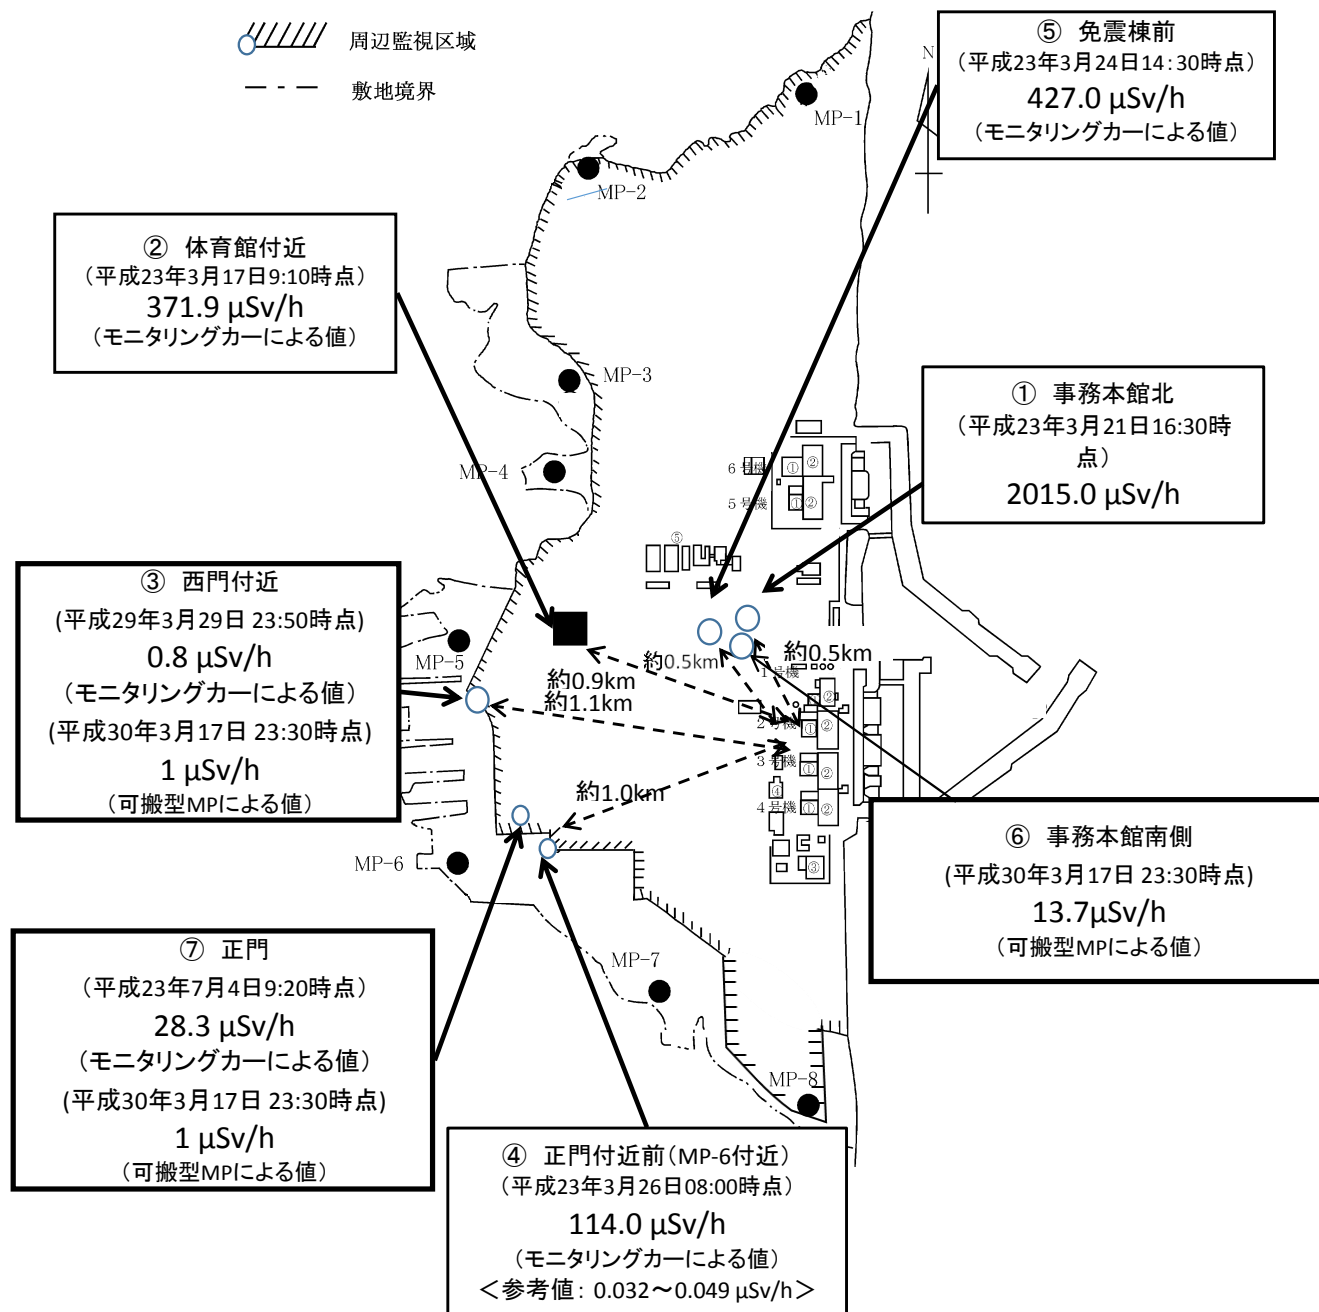 周辺監視区域
敷地境界
⑤ 免震棟前
(平成23年3月24日14:30時点)
427.0 μSv/h
(モニタリングカーによる値)
N
MP-1
MP-2
② 体育館付近
(平成23年3月17日9:10時点)
371.9 μSv/h
(モニタリングカーによる値)
MP-3
① 事務本館北
(平成23年3月21日16:30時
点)
2015.0 μSv/h
MP-4
6号機
①
②
5号機
①
②
⑤
③ 西門付近
(平成29年3月29日 23:50時点)
0.8 μSv/h
(モニタリングカーによる値)
(平成30年3月17日 23:30時点)
1 μSv/h
(可搬型MPによる値)
MP-5
約0.9km
約1.1km
約0.5km
約0.5km
1号機
②
2号機
①
②
3号機
①
②
④
4号機
①
②
③
約1.0km
MP-6
⑥ 事務本館南側
(平成30年3月17日 23:30時点)
13.7μSv/h
(可搬型MPによる値)
⑦ 正門
(平成23年7月4日9:20時点)
28.3 μSv/h
(モニタリングカーによる値)
(平成30年3月17日 23:30時点)
1 μSv/h
(可搬型MPによる値)
MP-7
MP-8
④ 正門付近前(MP-6付近)
(平成23年3月26日08:00時点)
114.0 μSv/h
(モニタリングカーによる値)
<参考値: 0.032～0.049 μSv/h>